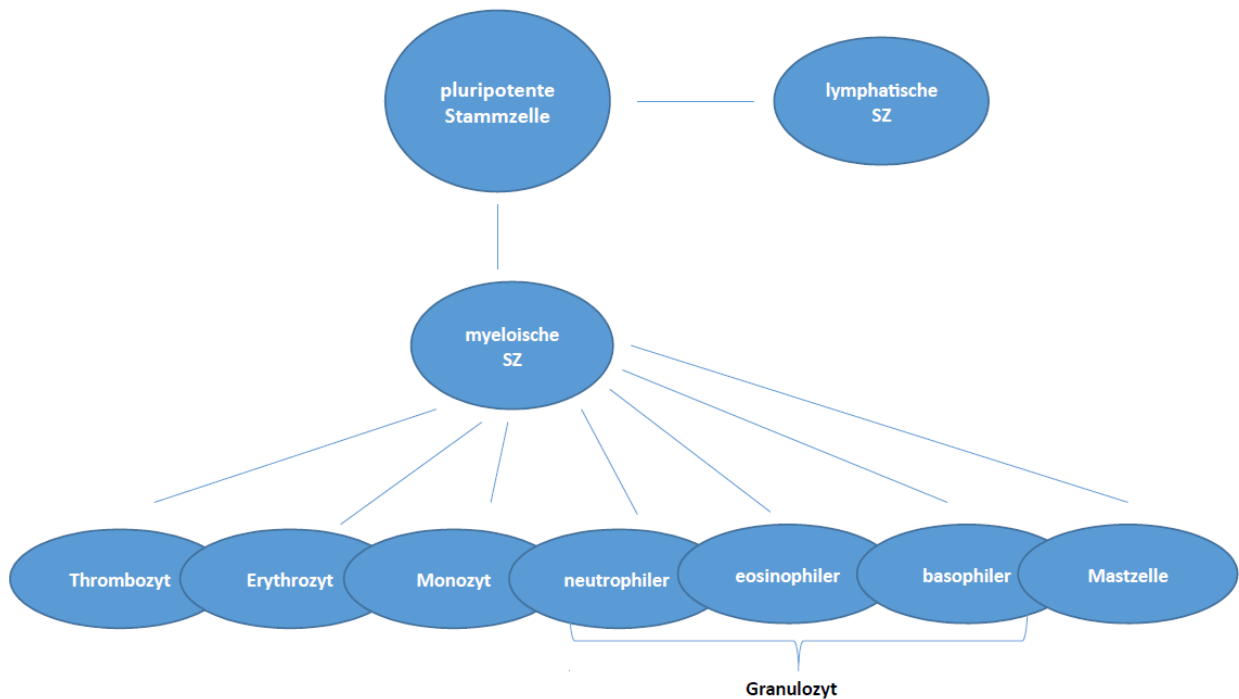 pluripotente
Stammzelle
lymphatische
SZ
myeloische
SZ
Thrombozyt
Erythrozyt
Monozyt
neutrophiler
eosinophiler
basophiler
Mastzelle
Granulozyt